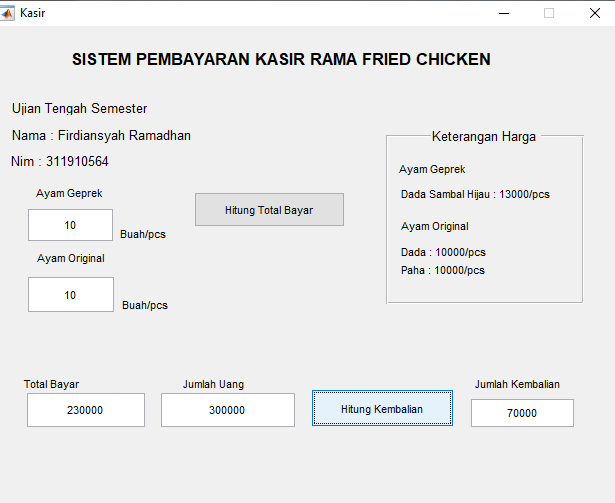 Kasir
SISTEM PEMBAYARAN KASIR RAMA FRIED CHICKEN
Ujian Tengah Semester
Nama : Firdiansyah Ramadhan
Nim : 311910564
Ayam Geprek
10
Buah/pcs
Hitung Total Bayar
Ayam Original
10
Buah/pcs
Keterangan Harga
Ayam Geprek
Dada Sambal Hijau : 13000/pcs
Ayam Original
Dada : 10000/pcs
Paha : 10000/pcs
Total Bayar
230000
Jumlah Uang
300000
Hitung Kembalian
Jumlah Kembalian
70000